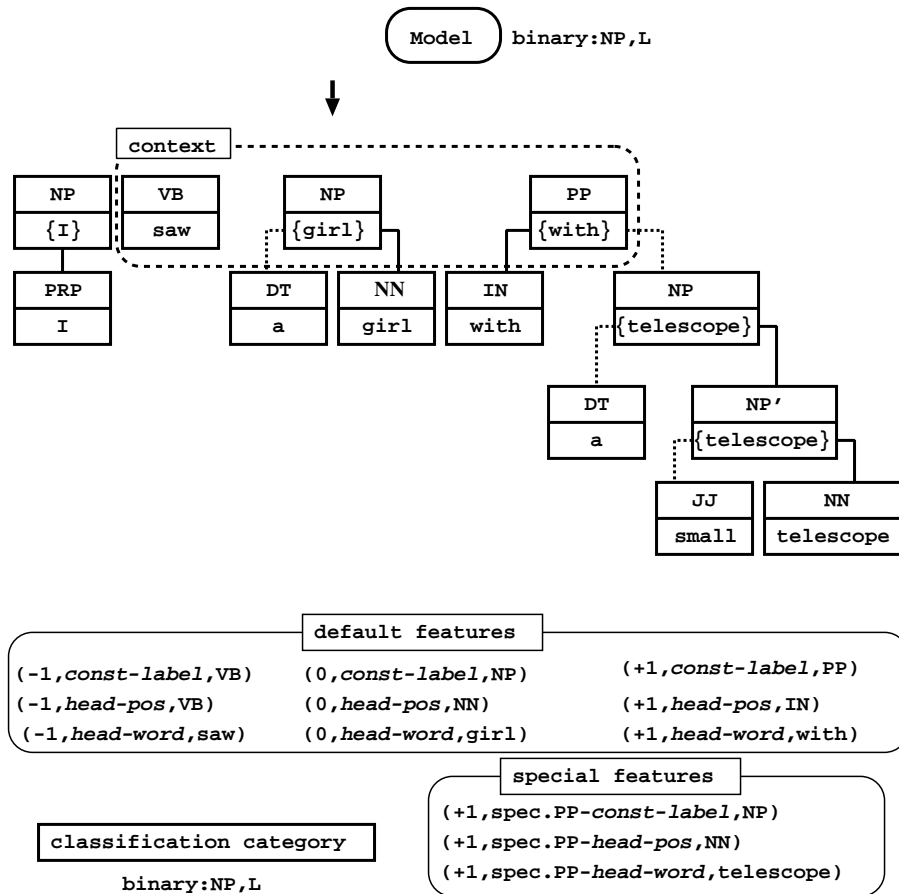 Model binary:NP,L
context
NP VB NP PP
{I} saw {girl} {with}
PRP DT NN IN NP
I a girl with {telescope}
DT NP'
a {telescope}
JJ NN
small telescope
default features
(-1,const-label,VB) (0,const-label,NP) (+1,const-label,PP)
(-1,head-pos,VB) (0,head-pos,NN) (+1,head-pos,IN)
(-1,head-word,saw) (0,head-word,girl) (+1,head-word,with)
special features
(+1,spec.PP-const-label,NP)
(+1,spec.PP-head-pos,NN)
(+1,spec.PP-head-word,telescope)
classification category
binary:NP,L